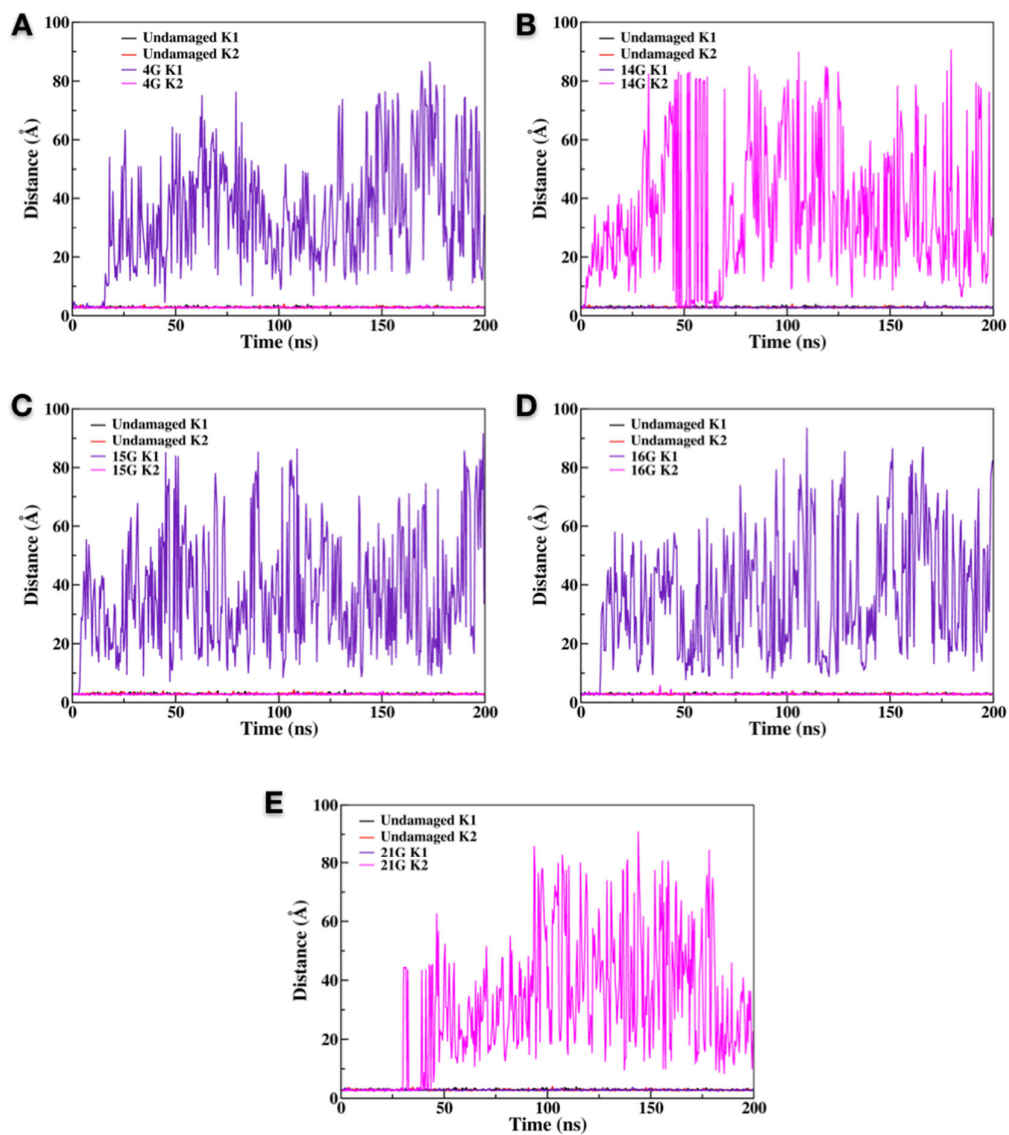 A
100
80
60
40
20
0
Distance (Å)
Undamaged K1
Undamaged K2
4G K1
4G K2
0 50 100 150 200
Time (ns)
B
100
80
60
40
20
0
Distance (Å)
Undamaged K1
Undamaged K2
14G K1
14G K2
0 50 100 150 200
Time (ns)
C
100
80
60
40
20
0
Distance (Å)
Undamaged K1
Undamaged K2
15G K1
15G K2
0 50 100 150 200
Time (ns)
D
100
80
60
40
20
0
Distance (Å)
Undamaged K1
Undamaged K2
16G K1
16G K2
0 50 100 150 200
Time (ns)
E
100
80
60
40
20
0
Distance (Å)
Undamaged K1
Undamaged K2
21G K1
21G K2
0 50 100 150 200
Time (ns)